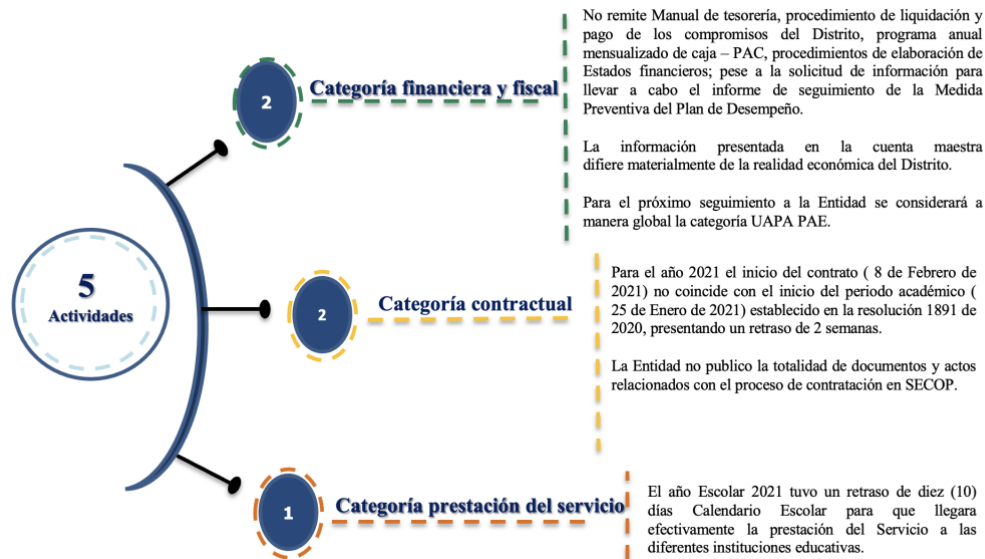 5
Actividades
2
Categoría financiera y fiscal
No remite Manual de tesorería, procedimiento de liquidación y
pago de los compromisos del Distrito, programa anual
mensualizado de caja – PAC, procedimientos de elaboración de
Estados financieros; pese a la solicitud de información para
llevar a cabo el informe de seguimiento de la Medida
Preventiva del Plan de Desempeño.
La información presentada en la cuenta maestra
difiere materialmente de la realidad económica del Distrito.
Para el próximo seguimiento a la Entidad se considerará a
manera global la categoría UAPA PAE.
2
Categoría contractual
Para el año 2021 el inicio del contrato ( 8 de Febrero de
2021) no coincide con el inicio del periodo académico (
25 de Enero de 2021) establecido en la resolución 1891 de
2020, presentando un retraso de 2 semanas.
La Entidad no publico la totalidad de documentos y actos
relacionados con el proceso de contratación en SECOP.
1
Categoría prestación del servicio
El año Escolar 2021 tuvo un retraso de diez (10)
días Calendario Escolar para que llegara
efectivamente la prestación del Servicio a las
diferentes instituciones educativas.